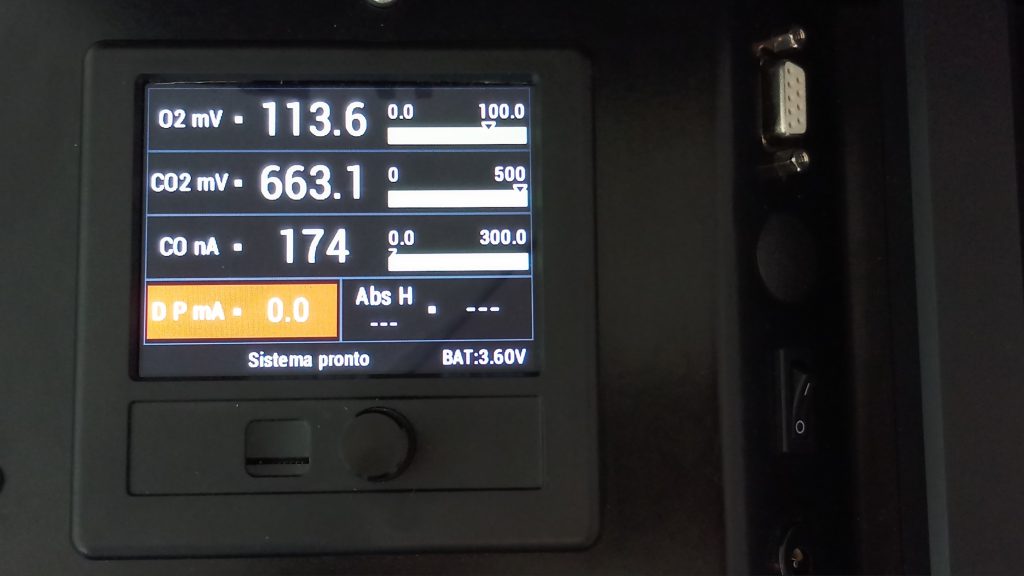 O2 mV 113.6 0.0 100.0
CO2 mV 663.1 0 500
CO nA 174 0.0 300.0
D P mA 0.0 Abs H --- ---
Sistema pronto BAT:3.60V